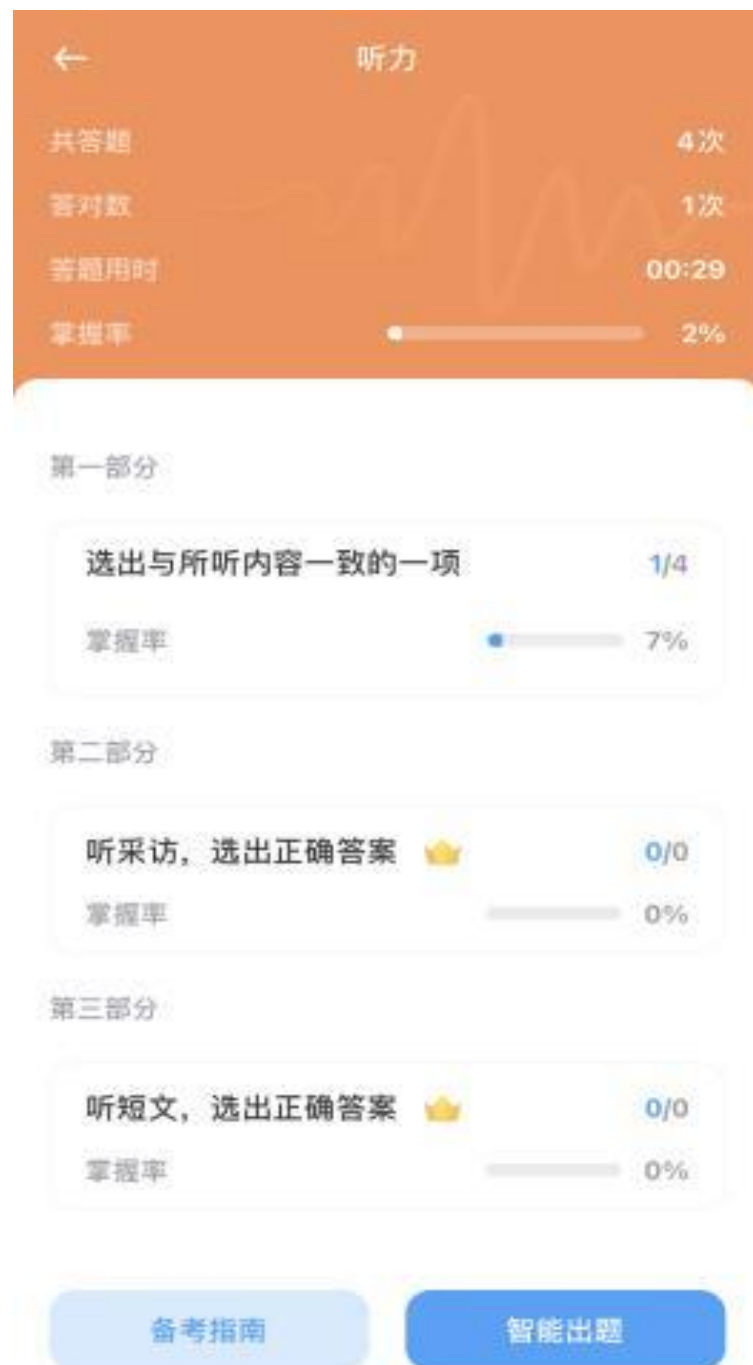 听力
共答题 4次
答对数 1次
答题用时 00:29
掌握率 2%
第一部分
选出与所听内容一致的一项 1/4
掌握率 7%
第二部分
听采访，选出正确答案 0/0
掌握率 0%
第三部分
听短文，选出正确答案 0/0
掌握率 0%
备考指南 智能出题